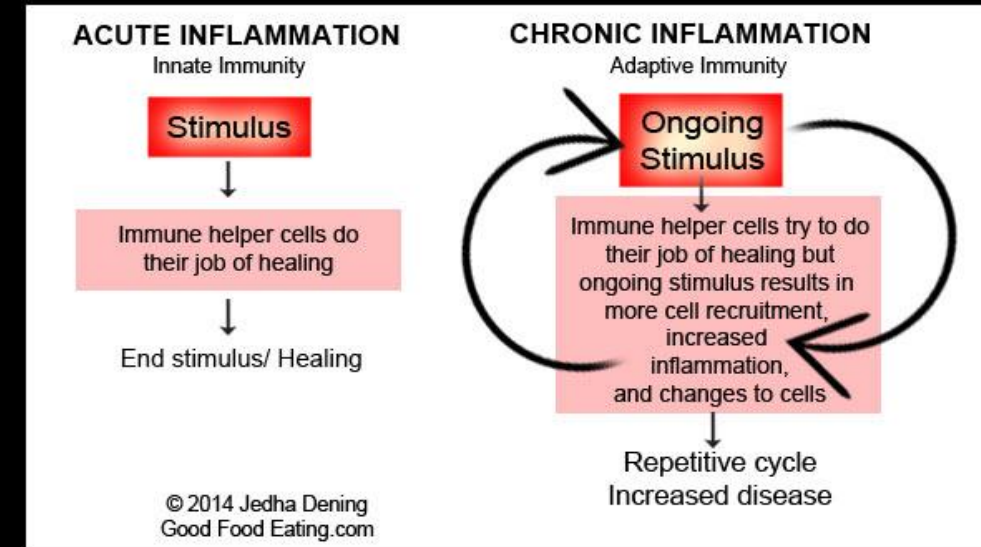 ACUTE INFLAMMATION
Innate Immunity
Stimulus
Immune helper cells do
their job of healing
End stimulus/ Healing
© 2014 Jedha Dening
Good Food Eating.com
CHRONIC INFLAMMATION
Adaptive Immunity
Ongoing
Stimulus
Immune helper cells try to do
their job of healing but
ongoing stimulus results in
more cell recruitment,
increased
inflammation,
and changes to cells
Repetitive cycle
Increased disease